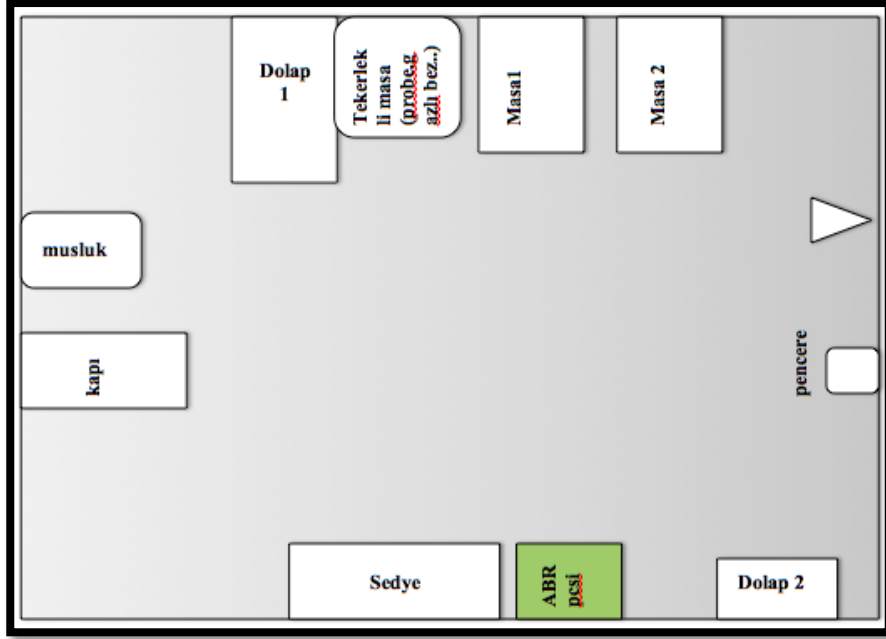 Dolap
1
Tekerlek
li masa
(probe,g
azlı bez..)
Masa1
Masa 2
musluk
kapı
pencere
Sedye
ABR
pcsi
Dolap 2